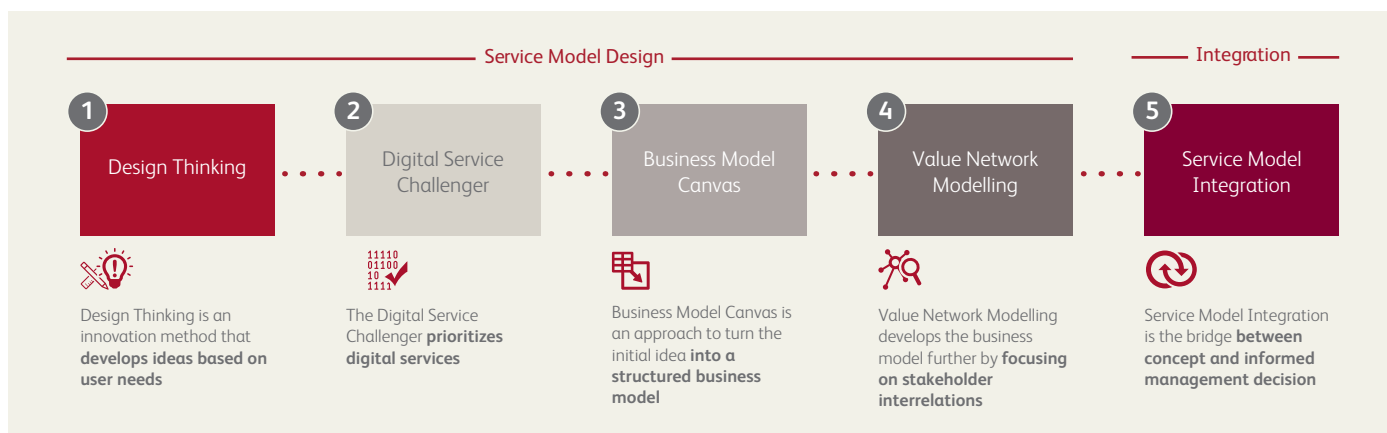 Service Model Design
Integration
1
Design Thinking
2
Digital Service
Challenger
3
Business Model
Canvas
4
Value Network
Modelling
5
Service Model
Integration
11110
01100
10
1111
Design Thinking is an
innovation method that
develops ideas based on
user needs
The Digital Service
Challenger prioritizes
digital services
Business Model Canvas is
an approach to turn the
initial idea into a
structured business
model
Value Network Modelling
develops the business
model further by focusing
on stakeholder
interrelations
Service Model Integration
is the bridge between
concept and informed
management decision